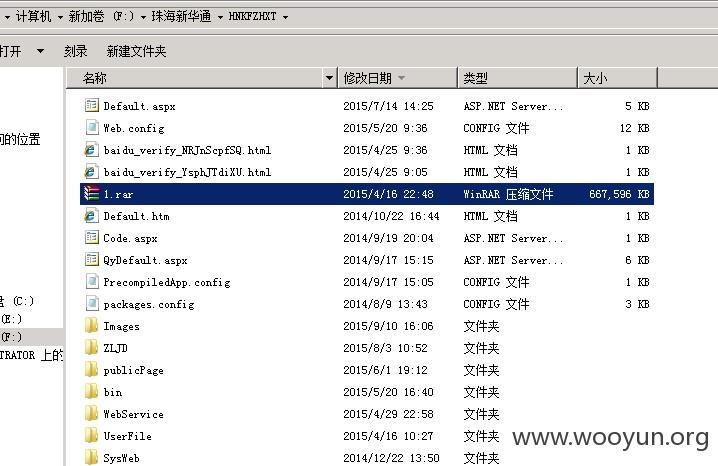 计算机 新加卷 (F:) 珠海新华通 HNKFZHXT
打开 刻录 新建文件夹
名称 修改日期 类型 大小
Default.aspx 2015/7/14 14:25 ASP.NET Server... 5 KB
Web.config 2015/5/20 9:36 CONFIG 文件 12 KB
问的位置
baidu_verify_NRJnScpfSQ.html 2015/4/25 9:36 HTML 文档 1 KB
baidu_verify_YsphJTdiXU.html 2015/4/25 9:05 HTML 文档 1 KB
1.rar 2015/4/16 22:48 WinRAR 压缩文件 667,596 KB
Default.htm 2014/10/22 16:44 HTML 文档 1 KB
Code.aspx 2014/9/19 20:04 ASP.NET Server... 1 KB
QyDefault.aspx 2014/9/17 15:15 ASP.NET Server... 6 KB
PrecompiledApp.config 2014/9/17 15:05 CONFIG 文件 1 KB
盘 (C:)
packages.config 2014/8/9 13:43 CONFIG 文件 3 KB
(E:)
Images 2015/9/10 16:06 文件夹
(F:)
ZLJD 2015/8/3 10:52 文件夹
TRATOR 上的
publicPage 2015/6/1 19:12 文件夹
bin 2015/5/20 16:40 文件夹
WebService 2015/4/29 22:58 文件夹
UserFile 2015/4/16 10:27 文件夹
SysWeb 2014/12/22 13:50 文件夹
www.wooyun.org